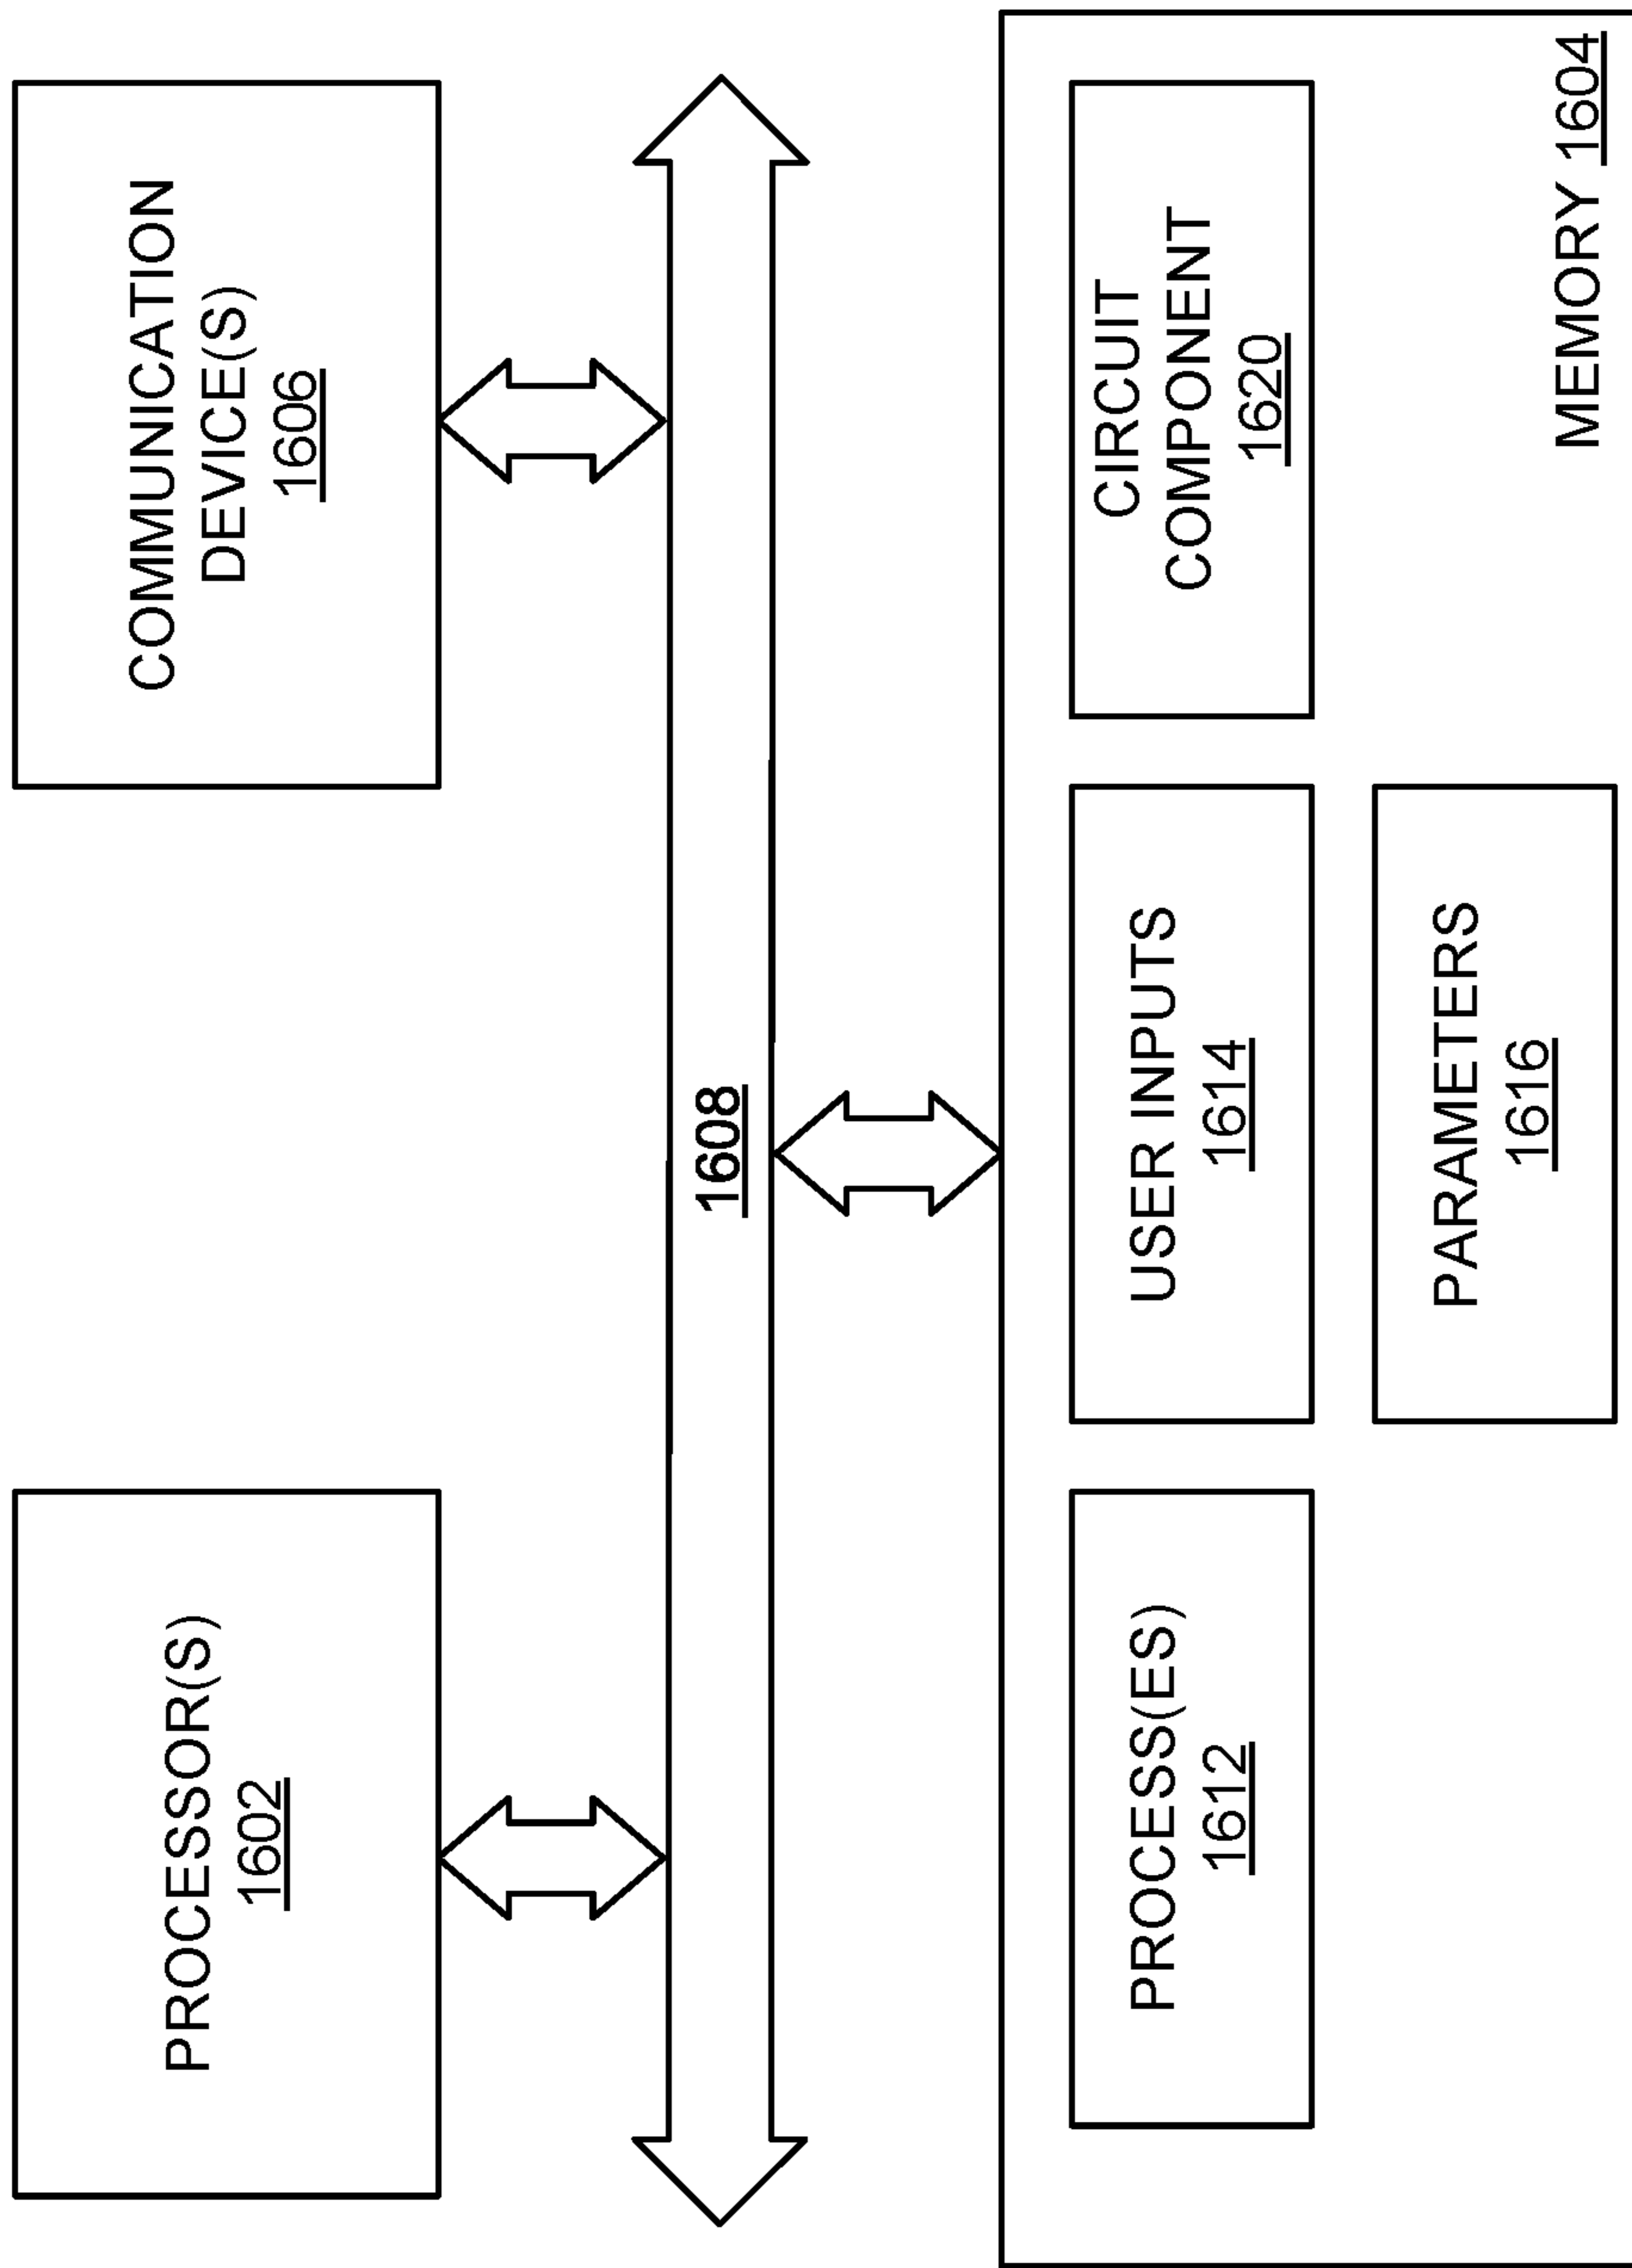 PROCESSOR(S)
1602
COMMUNICATION
DEVICE(S)
1606
1608
PROCESS(ES)
1612
USER INPUTS
1614
CIRCUIT
COMPONENT
1620
PARAMETERS
1616
MEMORY 1604